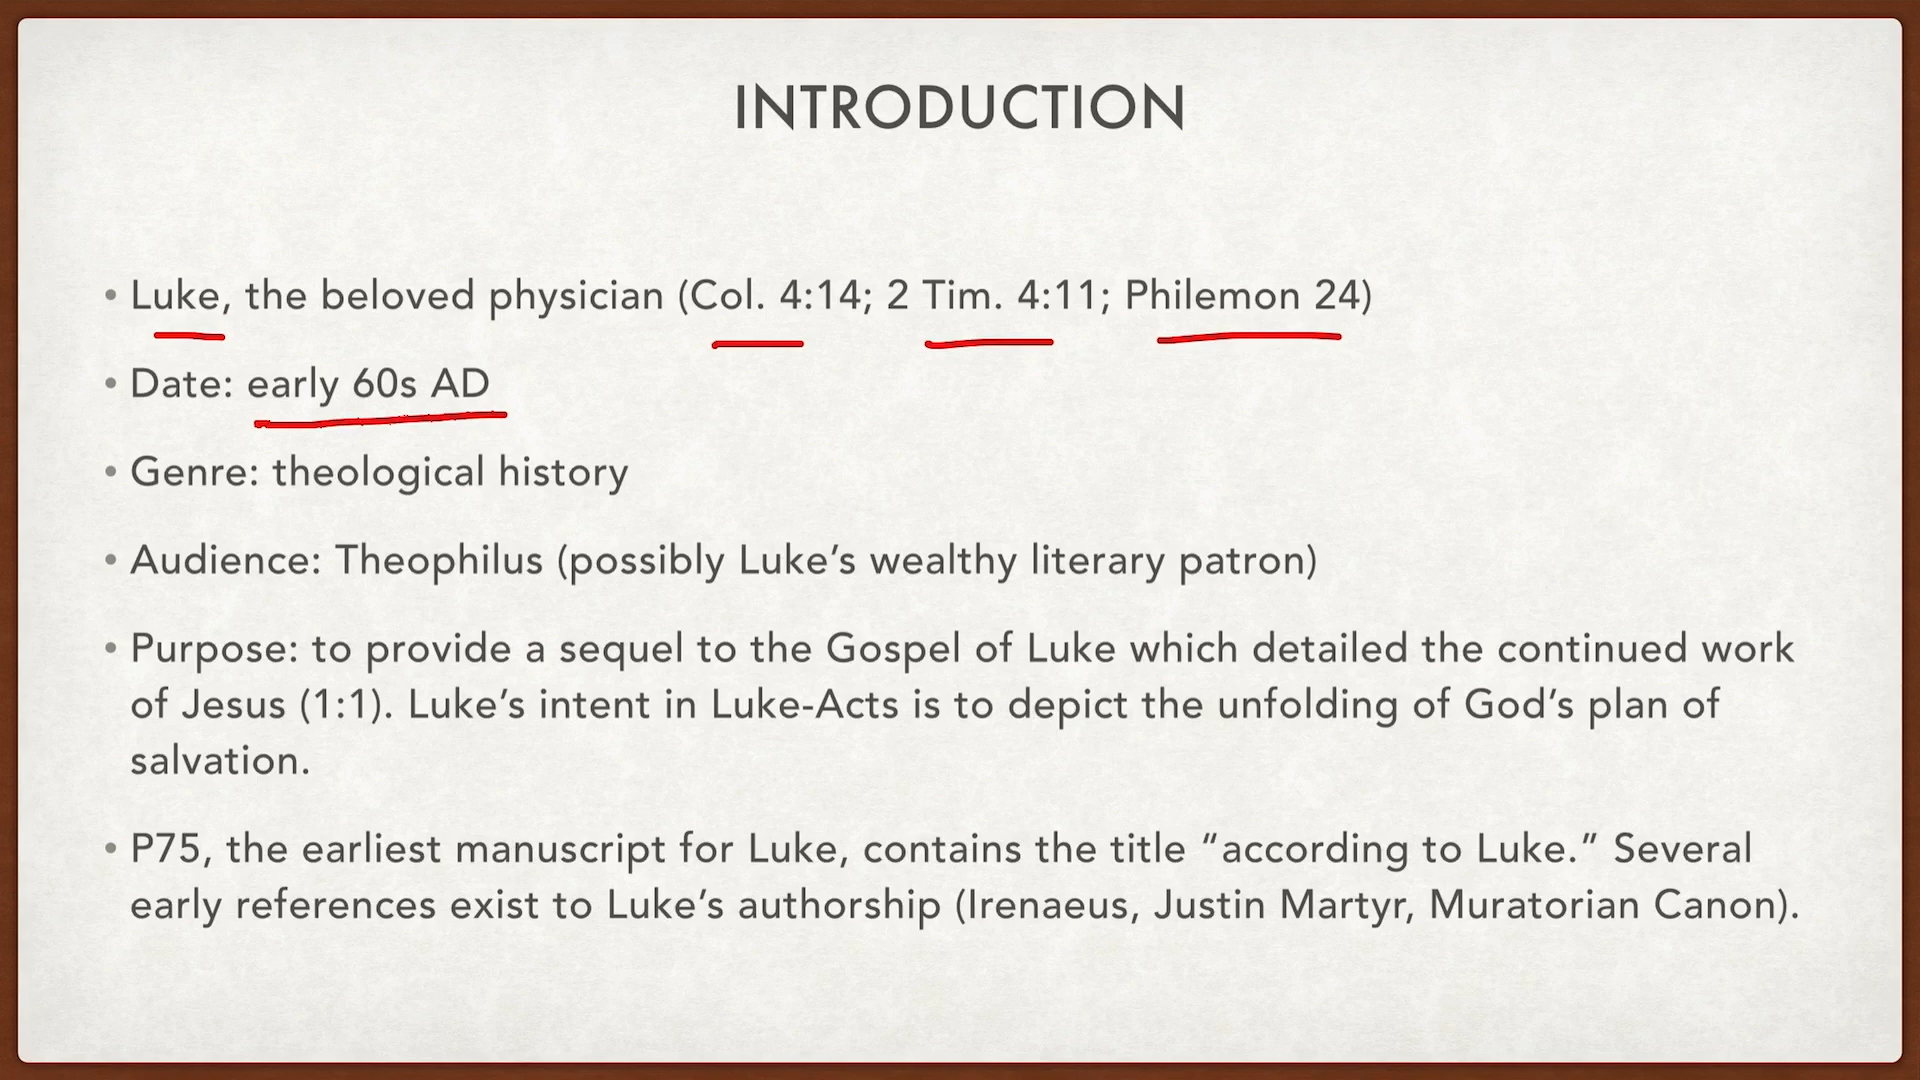 INTRODUCTION
• Luke, the beloved physician (Col. 4:14; 2 Tim. 4:11; Philemon 24)
• Date: early 60s AD
• Genre: theological history
• Audience: Theophilus (possibly Luke’s wealthy literary patron)
• Purpose: to provide a sequel to the Gospel of Luke which detailed the continued work
of Jesus (1:1). Luke’s intent in Luke-Acts is to depict the unfolding of God’s plan of
salvation.
• P75, the earliest manuscript for Luke, contains the title “according to Luke.” Several
early references exist to Luke’s authorship (Irenaeus, Justin Martyr, Muratorian Canon).